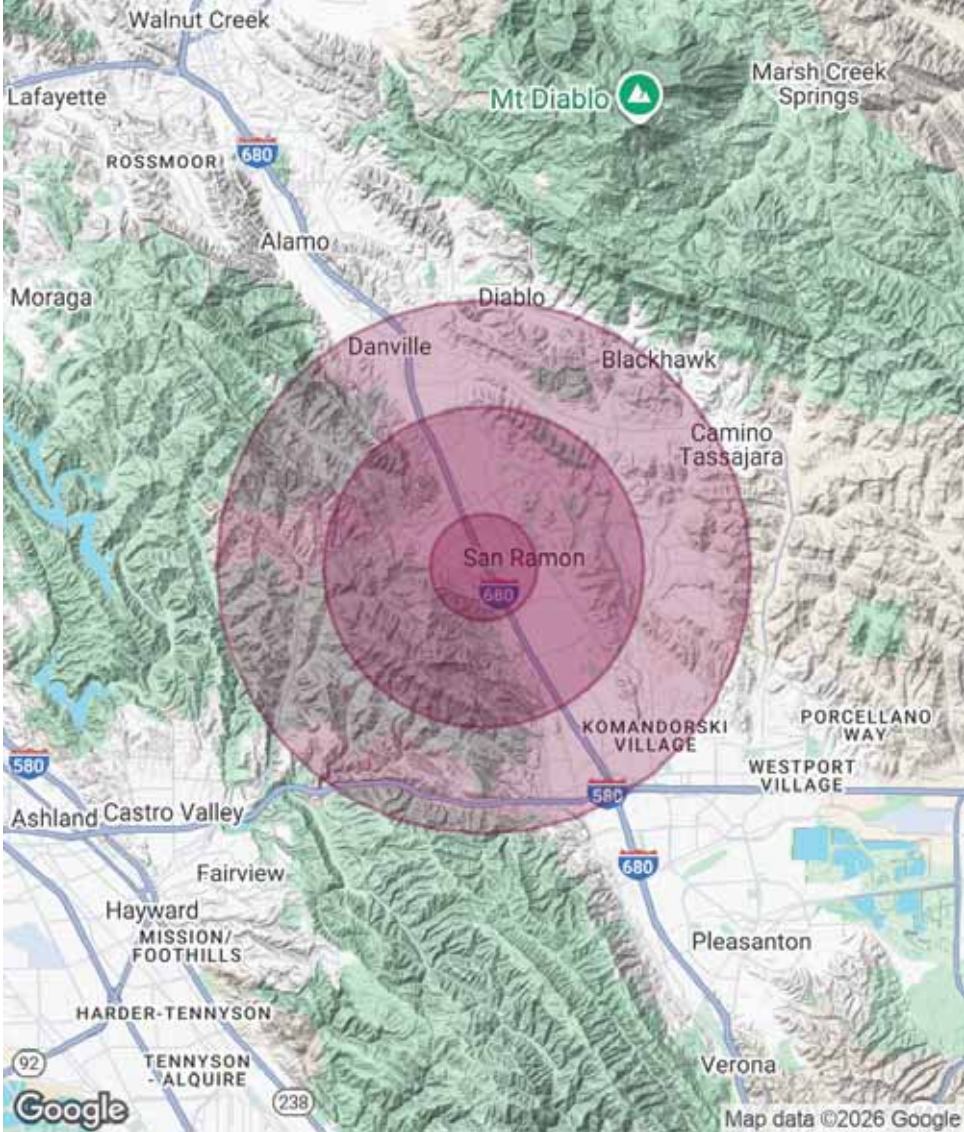 Walnut Creek
Marsh Creek
Springs
Mt Diablo
Lafayette
680
ROSSMOOR
Alamo
Moraga
Diablo
Danville
Blackhawk
Camino
Tassajara
San Ramon
680
KOMANDORSKI
VILLAGE
PORCELLANO
WAY
580
WESTPORT
VILLAGE
580
Ashland
Castro Valley
680
Fairview
Hayward
MISSION/
FOOTHILLS
Pleasanton
HARDER-TENNYSON
92
TENNYSON
- ALQUIRE
Verona
238
Google
Map data ©2026 Google